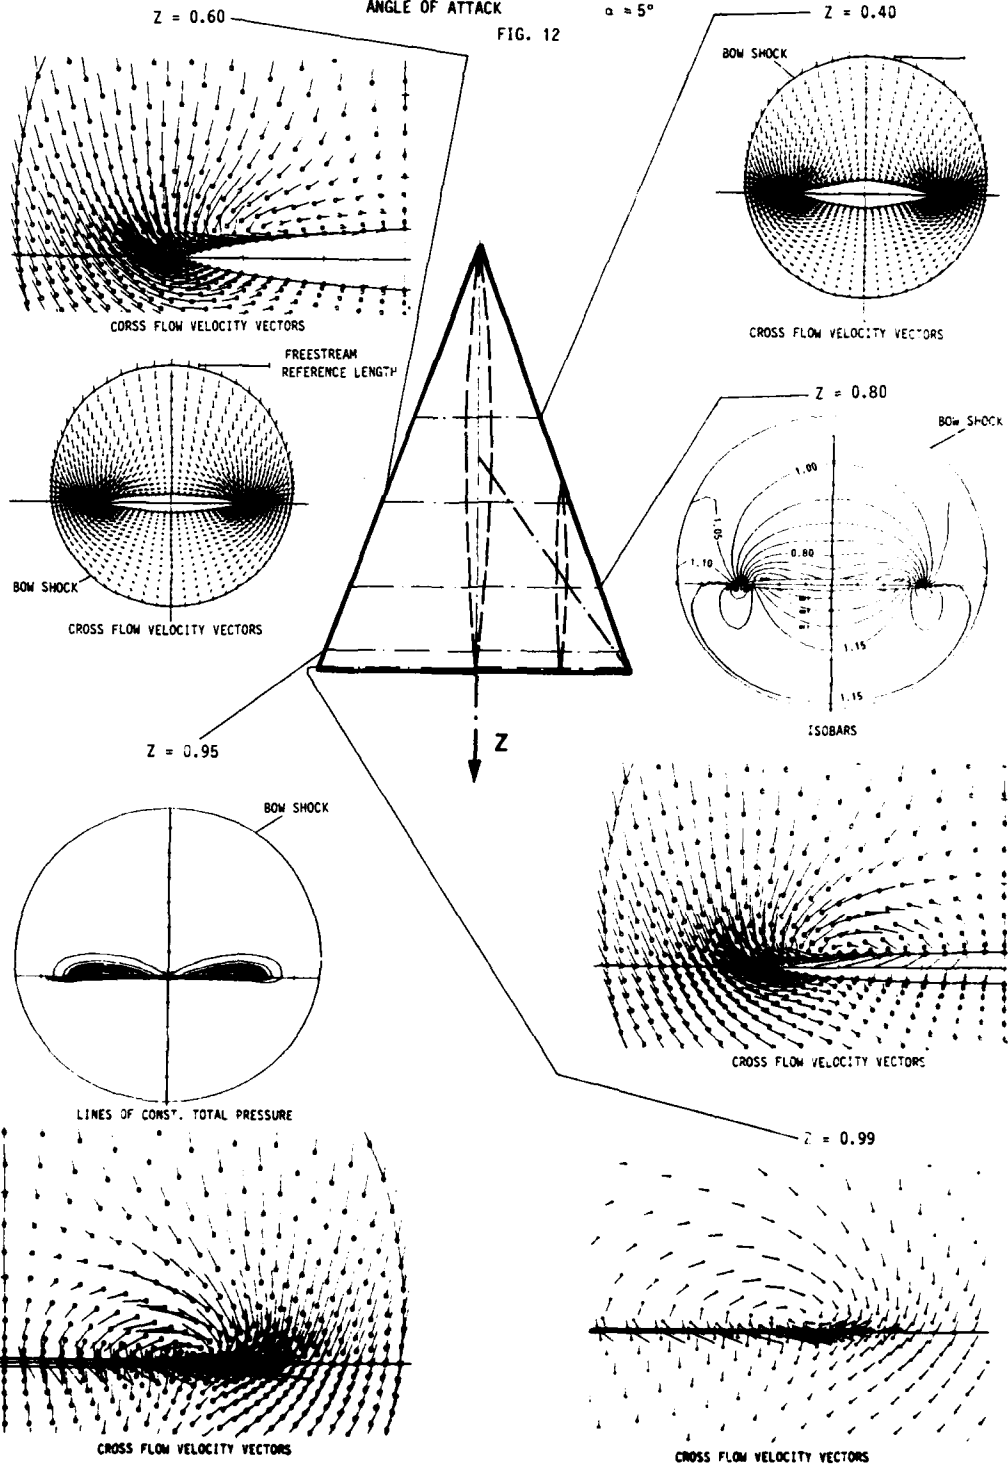 ANGLE OF ATTACK α = 5°
FIG. 12
Z = 0.60
Z = 0.40
BOW SHOCK
CORSS FLOW VELOCITY VECTORS
CROSS FLOW VELOCITY VECTORS
FREESTREAM
REFERENCE LENGTH
BOW SHOCK
CROSS FLOW VELOCITY VECTORS
Z = 0.80
BOW SHOCK
1.00
1.05
1.10
0.80
1.15
1.15
ISOBARS
Z
Z = 0.95
BOW SHOCK
LINES OF CONST. TOTAL PRESSURE
CROSS FLOW VELOCITY VECTORS
Z = 0.99
CROSS FLOW VELOCITY VECTORS
CROSS FLOW VELOCITY VECTORS